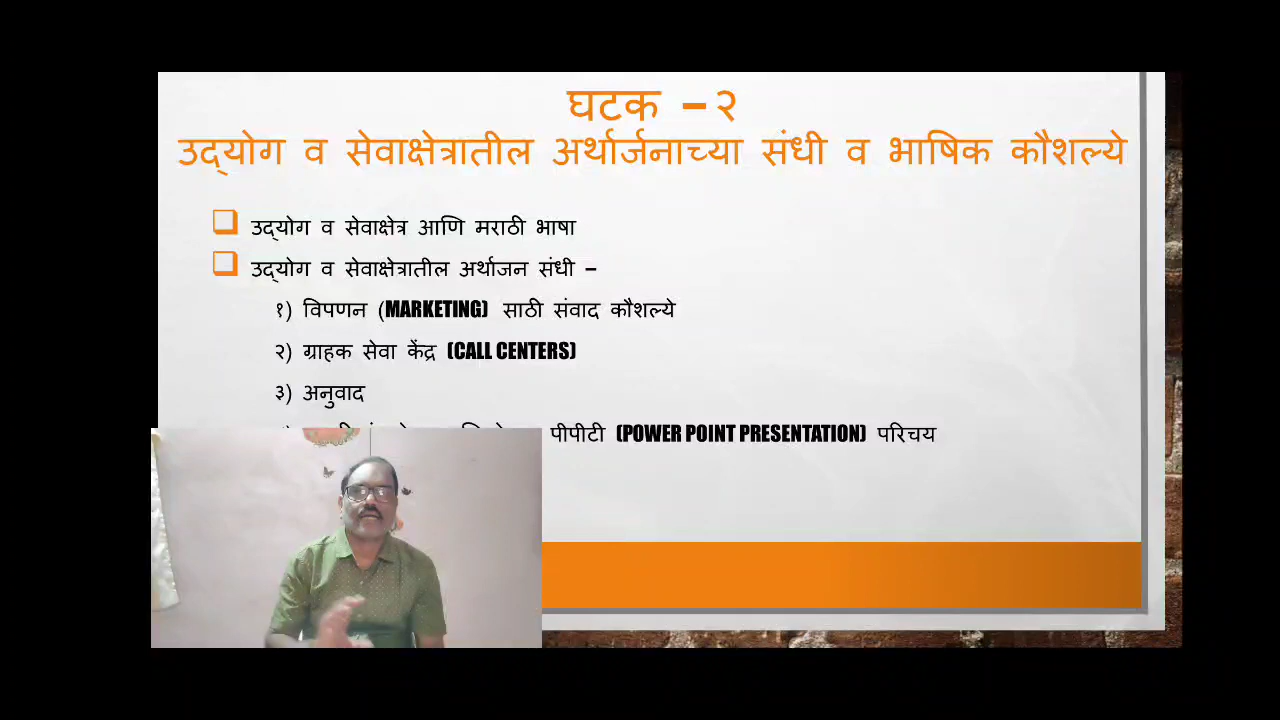 घटक – २
उद्योग व सेवाक्षेत्रातील अर्थार्जनाच्या संधी व भाषिक कौशल्ये
उद्योग व सेवाक्षेत्र आणि मराठी भाषा
उद्योग व सेवाक्षेत्रातील अर्थाजन संधी –
१) विपणन (MARKETING) साठी संवाद कौशल्ये
२) ग्राहक सेवा केंद्र (CALL CENTERS)
३) अनुवाद
पीपीटी (POWER POINT PRESENTATION) परिचय